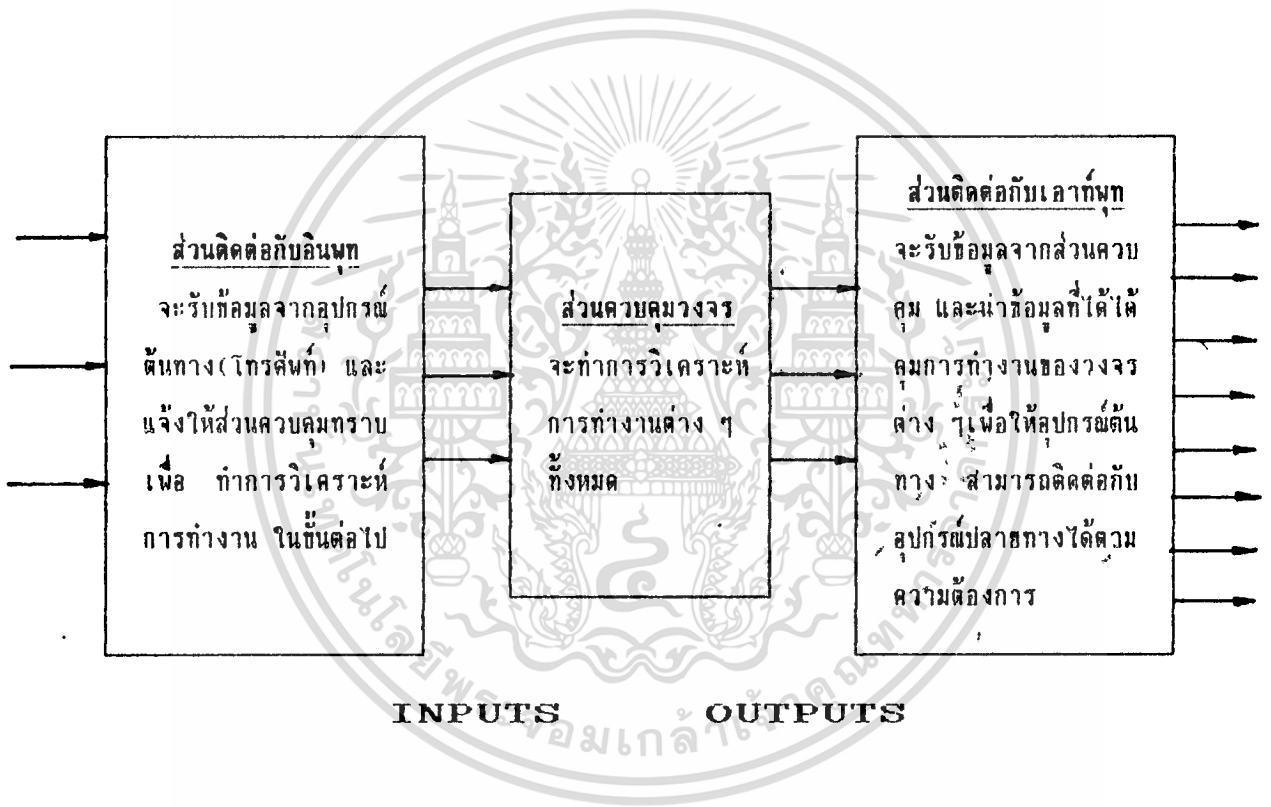 ส่วนติดต่อกับอินพุท
จะรับข้อมูลจากอุปกรณ์
ต้นทาง(โทรศัพท์) และ
แจ้งให้ส่วนควบคุมทราบ
เพื่อ ทำการวิเคราะห์
การทำงาน ในขั้นต่อไป
ส่วนควบคุมวงจร
จะทำการวิเคราะห์
การทำงานต่าง ๆ
ทั้งหมด
ส่วนติดต่อกับเอาท์พุท
จะรับข้อมูลจากส่วนควบ
คุม และนำข้อมูลที่ได้ได้
คุมการทำงานของวงจร
ต่าง ๆเพื่อให้อุปกรณ์ต้น
ทาง สามารถติดต่อกับ
อุปกรณ์ปลายทางได้ตาม
ความต้องการ
INPUTS OUTPUTS